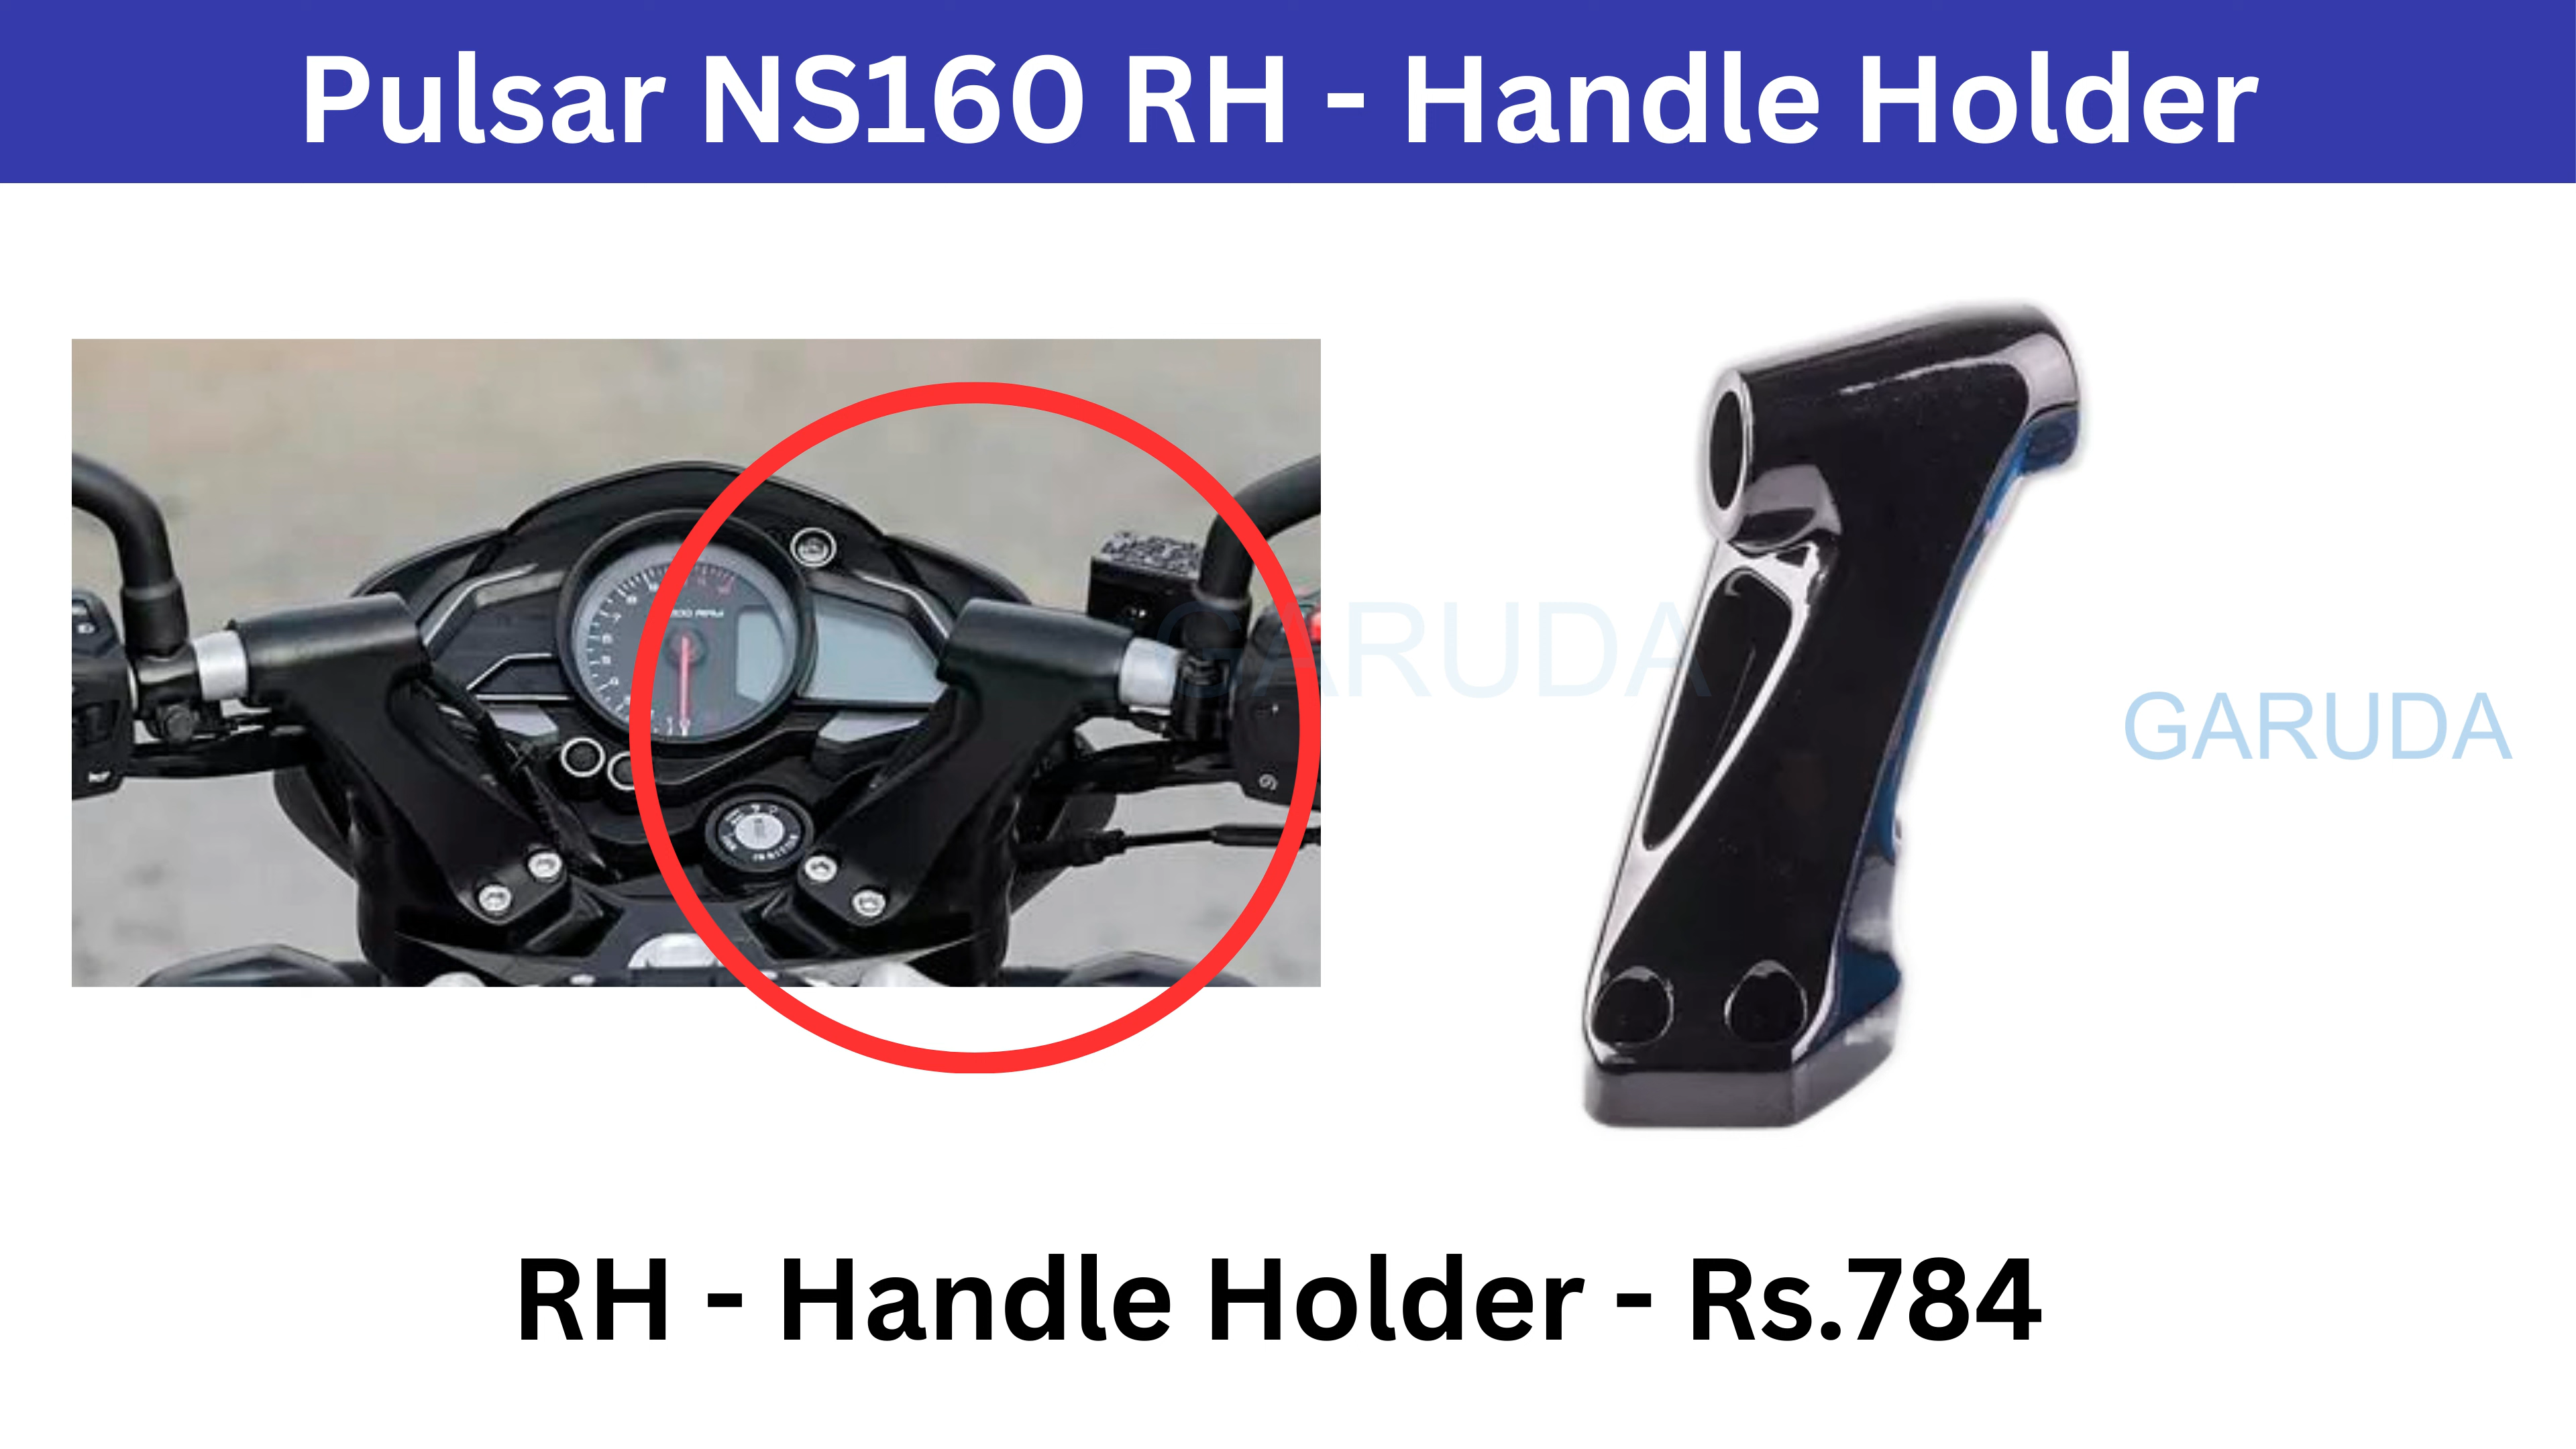 Pulsar NS160 RH - Handle Holder
GARUDA
GARUDA
RH - Handle Holder - Rs.784